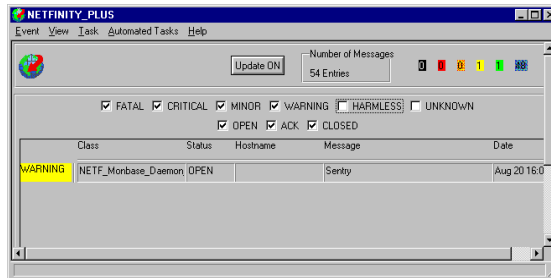 NETFINITY_PLUS
Event View Task Automated Tasks Help
Update ON
Number of Messages
54 Entries
0 0 0 1 1
FATAL CRITICAL MINOR WARNING HARMLESS UNKNOWN
OPEN ACK CLOSED
Class Status Hostname Message Date
WARNING NETF_Monbase_Daemon OPEN Sentry Aug 20 16:0